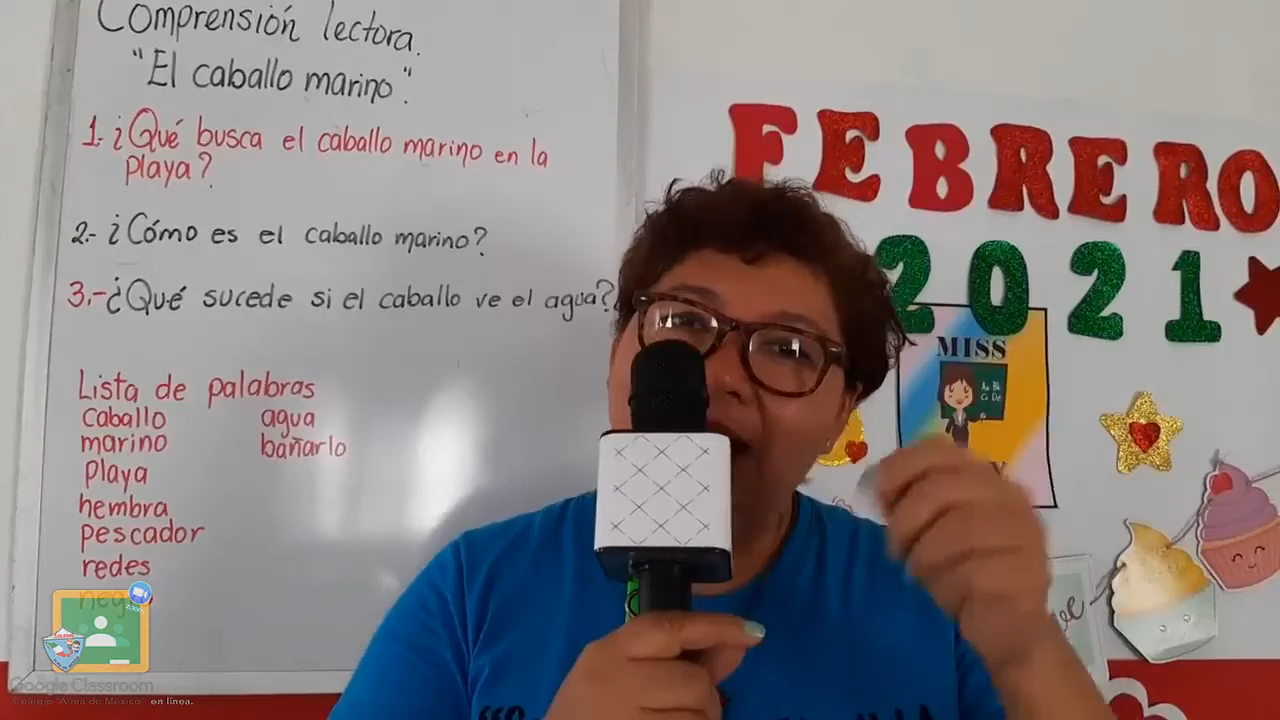 Comprensión lectora.
"El caballo marino".
1.- ¿Qué busca el caballo marino en la
playa?
2.- ¿Cómo es el caballo marino?
3.- ¿Qué sucede si el caballo ve el agua?
Lista de palabras
caballo agua
marino bañarlo
playa
hembra
pescador
redes
FEBRERO
2021
MISS
zoom
Google Classroom
en línea.